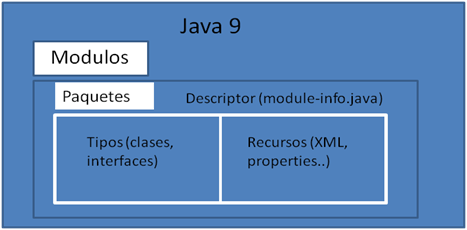 Java 9
Modulos
Paquetes
Descriptor (module-info.java)
Tipos (clases,
interfaces)
Recursos (XML,
properties..)